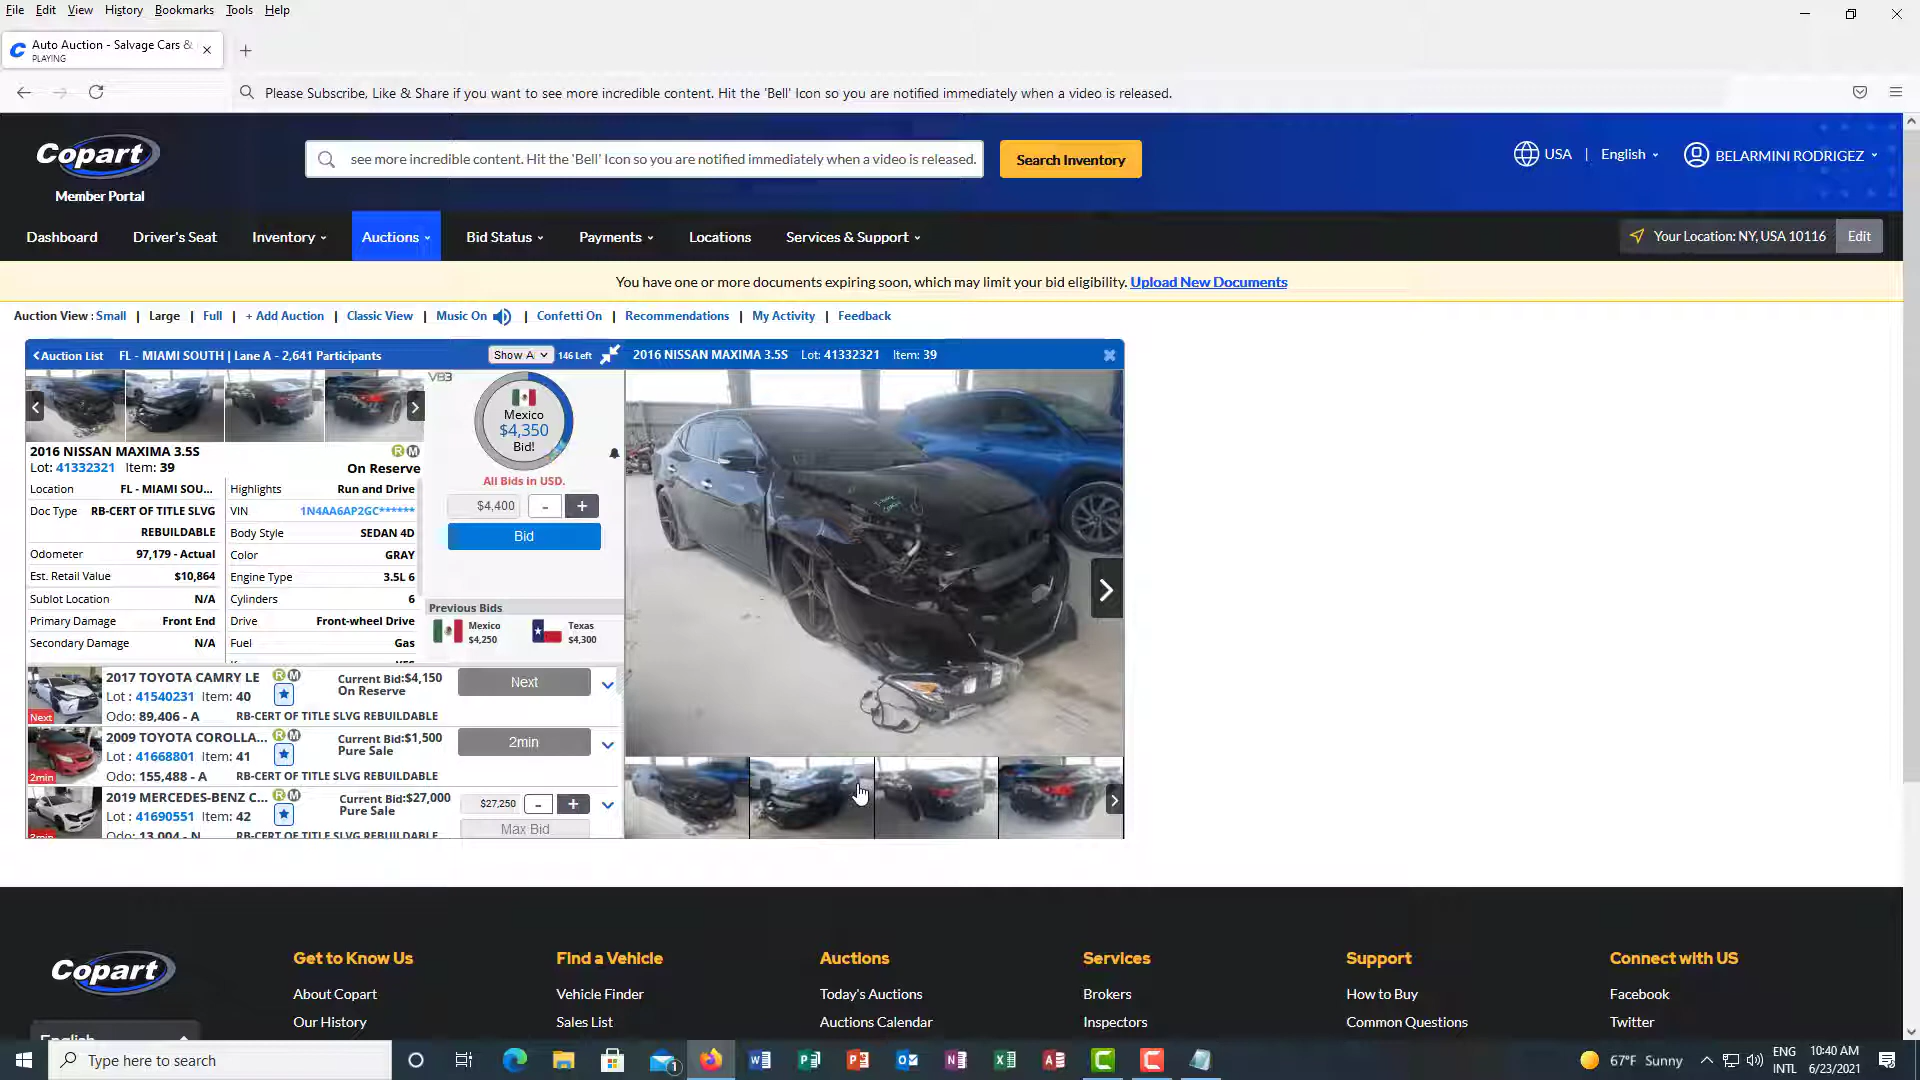 File Edit View History Bookmarks Tools Help
Auto Auction - Salvage Cars &
PLAYING
Please Subscribe, Like & Share if you want to see more incredible content. Hit the 'Bell' Icon so you are notified immediately when a video is released.
Copart
Member Portal
see more incredible content. Hit the 'Bell' Icon so you are notified immediately when a video is released.
Search Inventory
USA | English
BELARMINI RODRIGEZ
Dashboard Driver's Seat Inventory Auctions Bid Status Payments Locations Services & Support
Your Location: NY, USA 10116 Edit
You have one or more documents expiring soon, which may limit your bid eligibility. Upload New Documents
Auction View : Small | Large | Full | + Add Auction | Classic View | Music On | Confetti On | Recommendations | My Activity | Feedback
Auction List FL - MIAMI SOUTH | Lane A - 2,641 Participants
Show A 146 Left
2016 NISSAN MAXIMA 3.5S Lot: 41332321 Item: 39
VB3
Mexico
$4,350
Bid!
All Bids in USD.
$4,400 - +
Bid
Previous Bids
Mexico
$4,250
Texas
$4,300
2016 NISSAN MAXIMA 3.5S R M
Lot: 41332321 Item: 39 On Reserve
Location FL - MIAMI SOU...
Doc Type RB-CERT OF TITLE SLVG
REBUILDABLE
Odometer 97,179 - Actual
Est. Retail Value $10,864
Sublot Location N/A
Primary Damage Front End
Secondary Damage N/A
Highlights Run and Drive
VIN 1N4AA6AP2GC******
Body Style SEDAN 4D
Color GRAY
Engine Type 3.5L 6
Cylinders 6
Drive Front-wheel Drive
Fuel Gas
Next
2017 TOYOTA CAMRY LE R M
Lot : 41540231 Item: 40
Odo: 89,406 - A RB-CERT OF TITLE SLVG REBUILDABLE
Current Bid:$4,150
On Reserve
Next
2min
2009 TOYOTA COROLLA... R M
Lot : 41668801 Item: 41
Odo: 155,488 - A RB-CERT OF TITLE SLVG REBUILDABLE
Current Bid:$1,500
Pure Sale
2min
2019 MERCEDES-BENZ C... R M
Lot : 41690551 Item: 42
Odo: 13,004 - N RB-CERT OF TITLE SLVG REBUILDABLE
Current Bid:$27,000
Pure Sale
$27,250 - +
Max Bid
Copart
English
Get to Know Us
About Copart
Our History
Find a Vehicle
Vehicle Finder
Sales List
Auctions
Today's Auctions
Auctions Calendar
Services
Brokers
Inspectors
Support
How to Buy
Common Questions
Connect with US
Facebook
Twitter
Type here to search
1
67°F Sunny
ENG
INTL
10:40 AM
6/23/2021